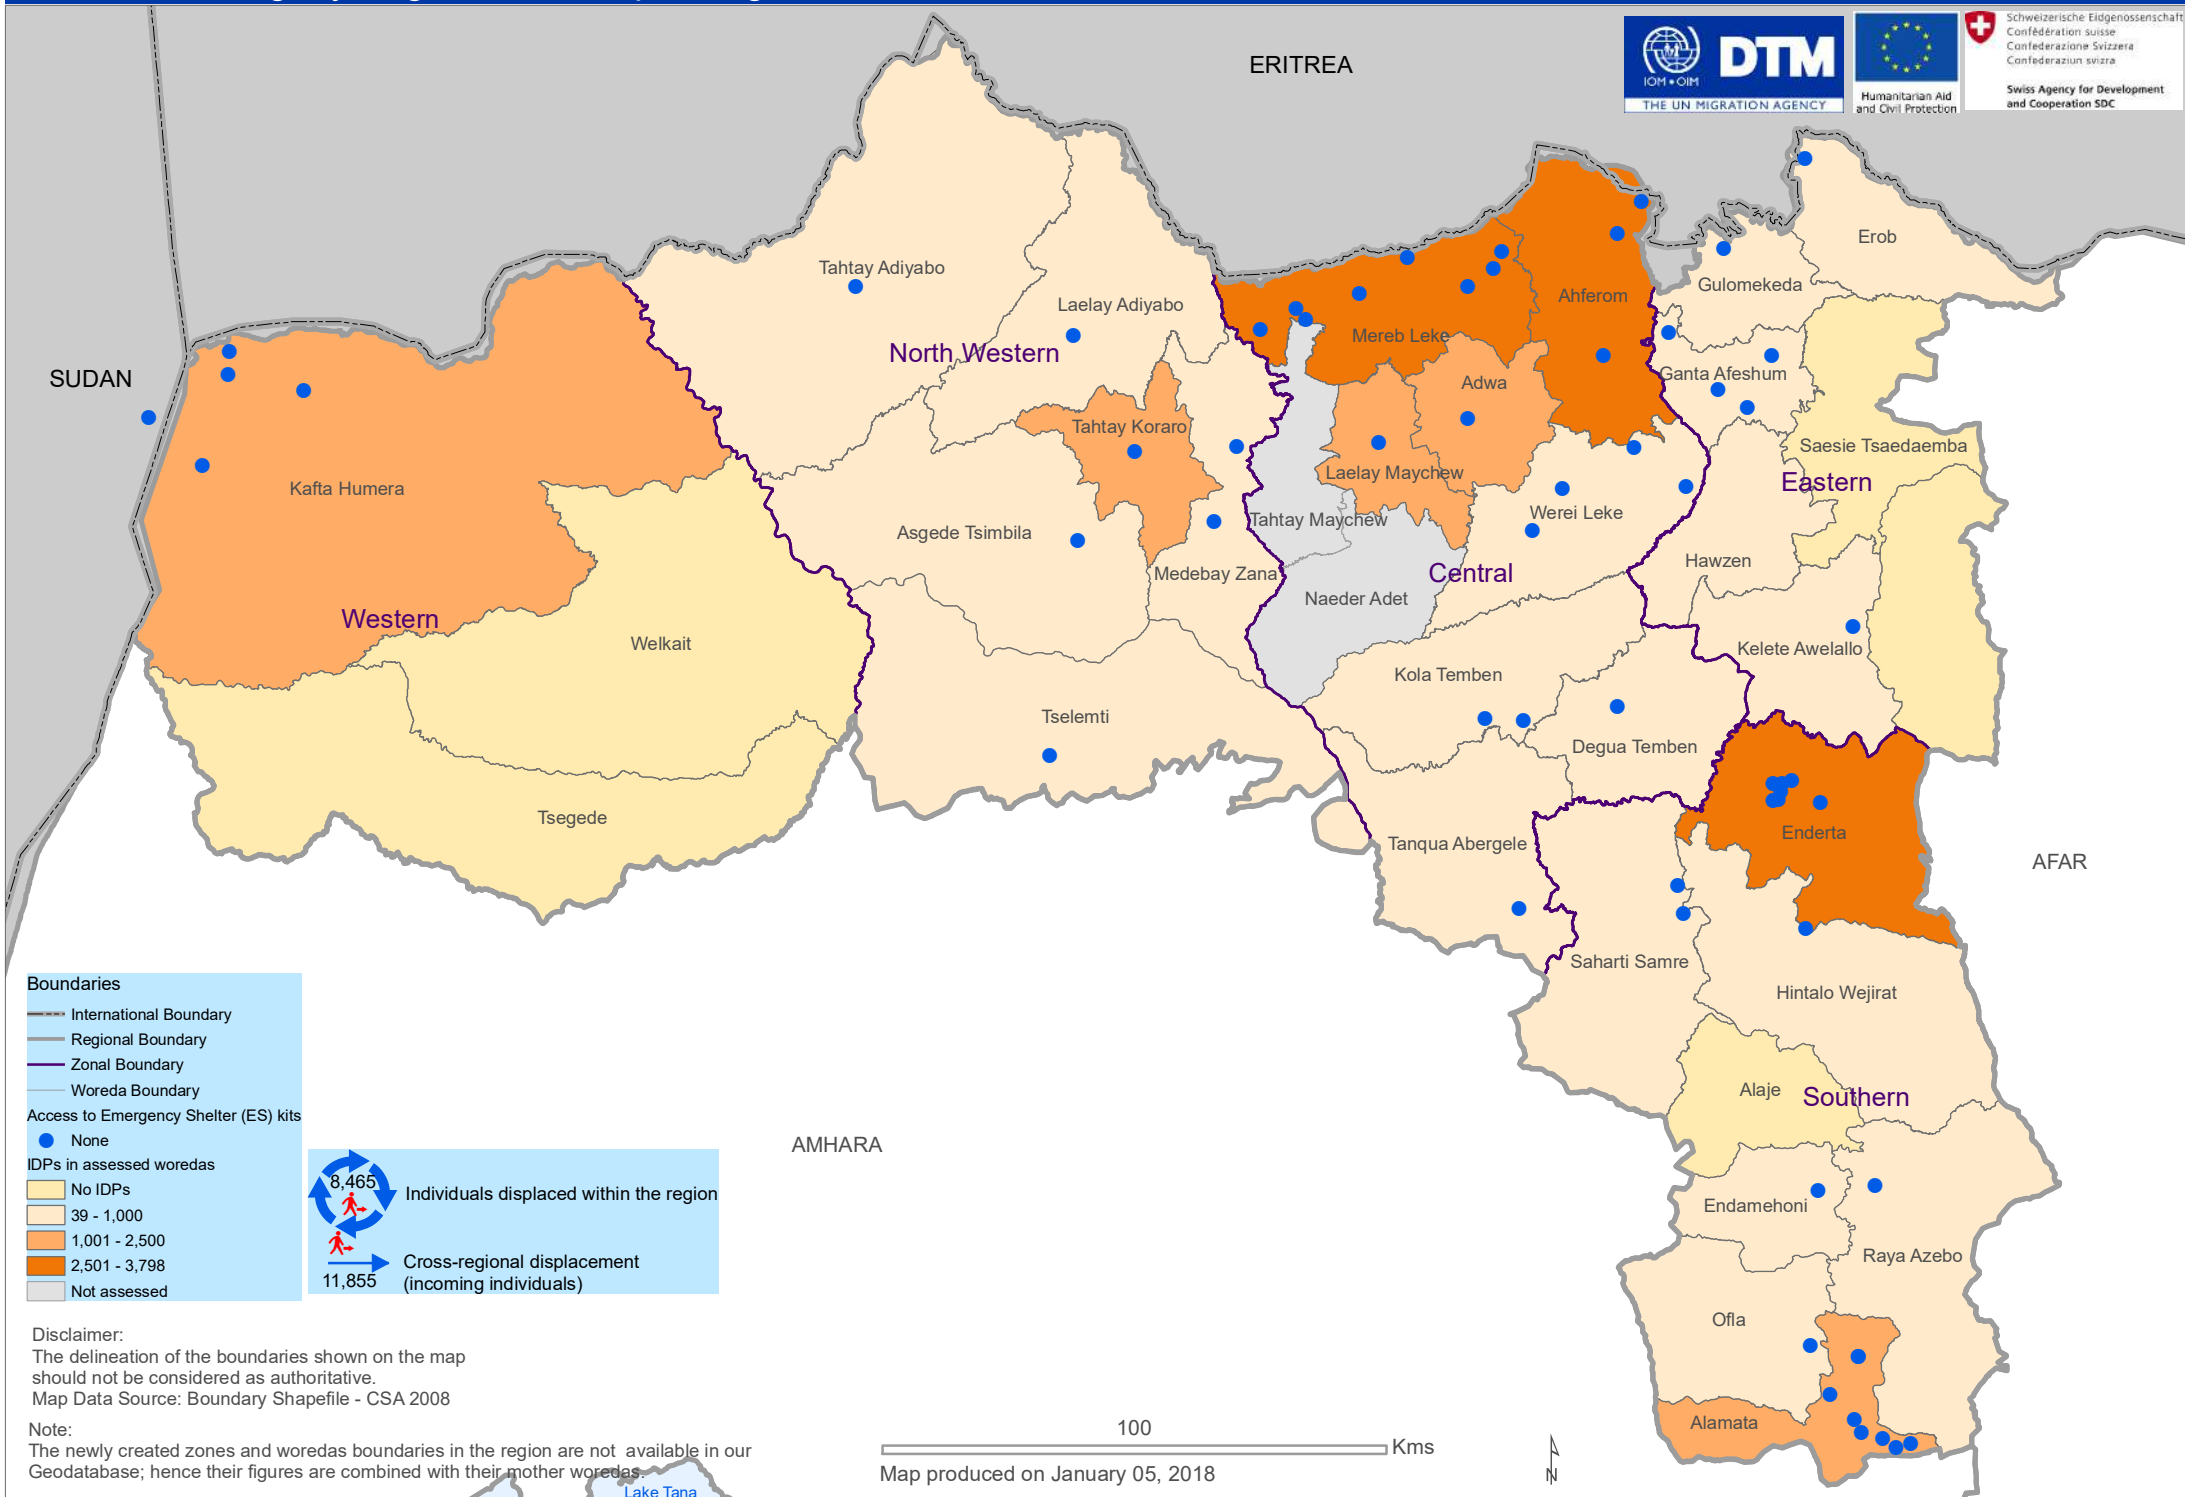 ERITREA
IOM • OIM
DTM
THE UN MIGRATION AGENCY
Humanitarian Aid
and Civil Protection
Schweizerische Eidgenossenschaft
Confédération suisse
Confederazione Svizzera
Confederaziun svizra
Swiss Agency for Development
and Cooperation SDC
Erob
Tahtay Adiyabo
Gulomekeda
Ahferom
Laelay Adiyabo
Mereb Leke
North Western
SUDAN
Ganta Afeshum
Adwa
Tahtay Koraro
Saesie Tsaedaemba
Laelay Maychew
Eastern
Kafta Humera
Werei Leke
Tahtay Maychew
Asgede Tsimbila
Hawzen
Medebay Zana
Central
Naeder Adet
Western
Welkait
Kelete Awelallo
Kola Temben
Tselemti
Degua Temben
Tsegede
Enderta
Tanqua Abergele
AFAR
Saharti Samre
Hintalo Wejirat
Alaje
Southern
AMHARA
Endamehoni
Raya Azebo
Ofla
Alamata
Boundaries
International Boundary
Regional Boundary
Zonal Boundary
Woreda Boundary
Access to Emergency Shelter (ES) kits
None
IDPs in assessed woredas
No IDPs
39 - 1,000
1,001 - 2,500
2,501 - 3,798
Not assessed
8,465
Individuals displaced within the region
Cross-regional displacement
11,855
(incoming individuals)
Disclaimer:
The delineation of the boundaries shown on the map
should not be considered as authoritative.
Map Data Source: Boundary Shapefile - CSA 2008
Note:
The newly created zones and woredas boundaries in the region are not available in our
Geodatabase; hence their figures are combined with their mother woredas.
Lake Tana
100
Kms
Map produced on January 05, 2018
N